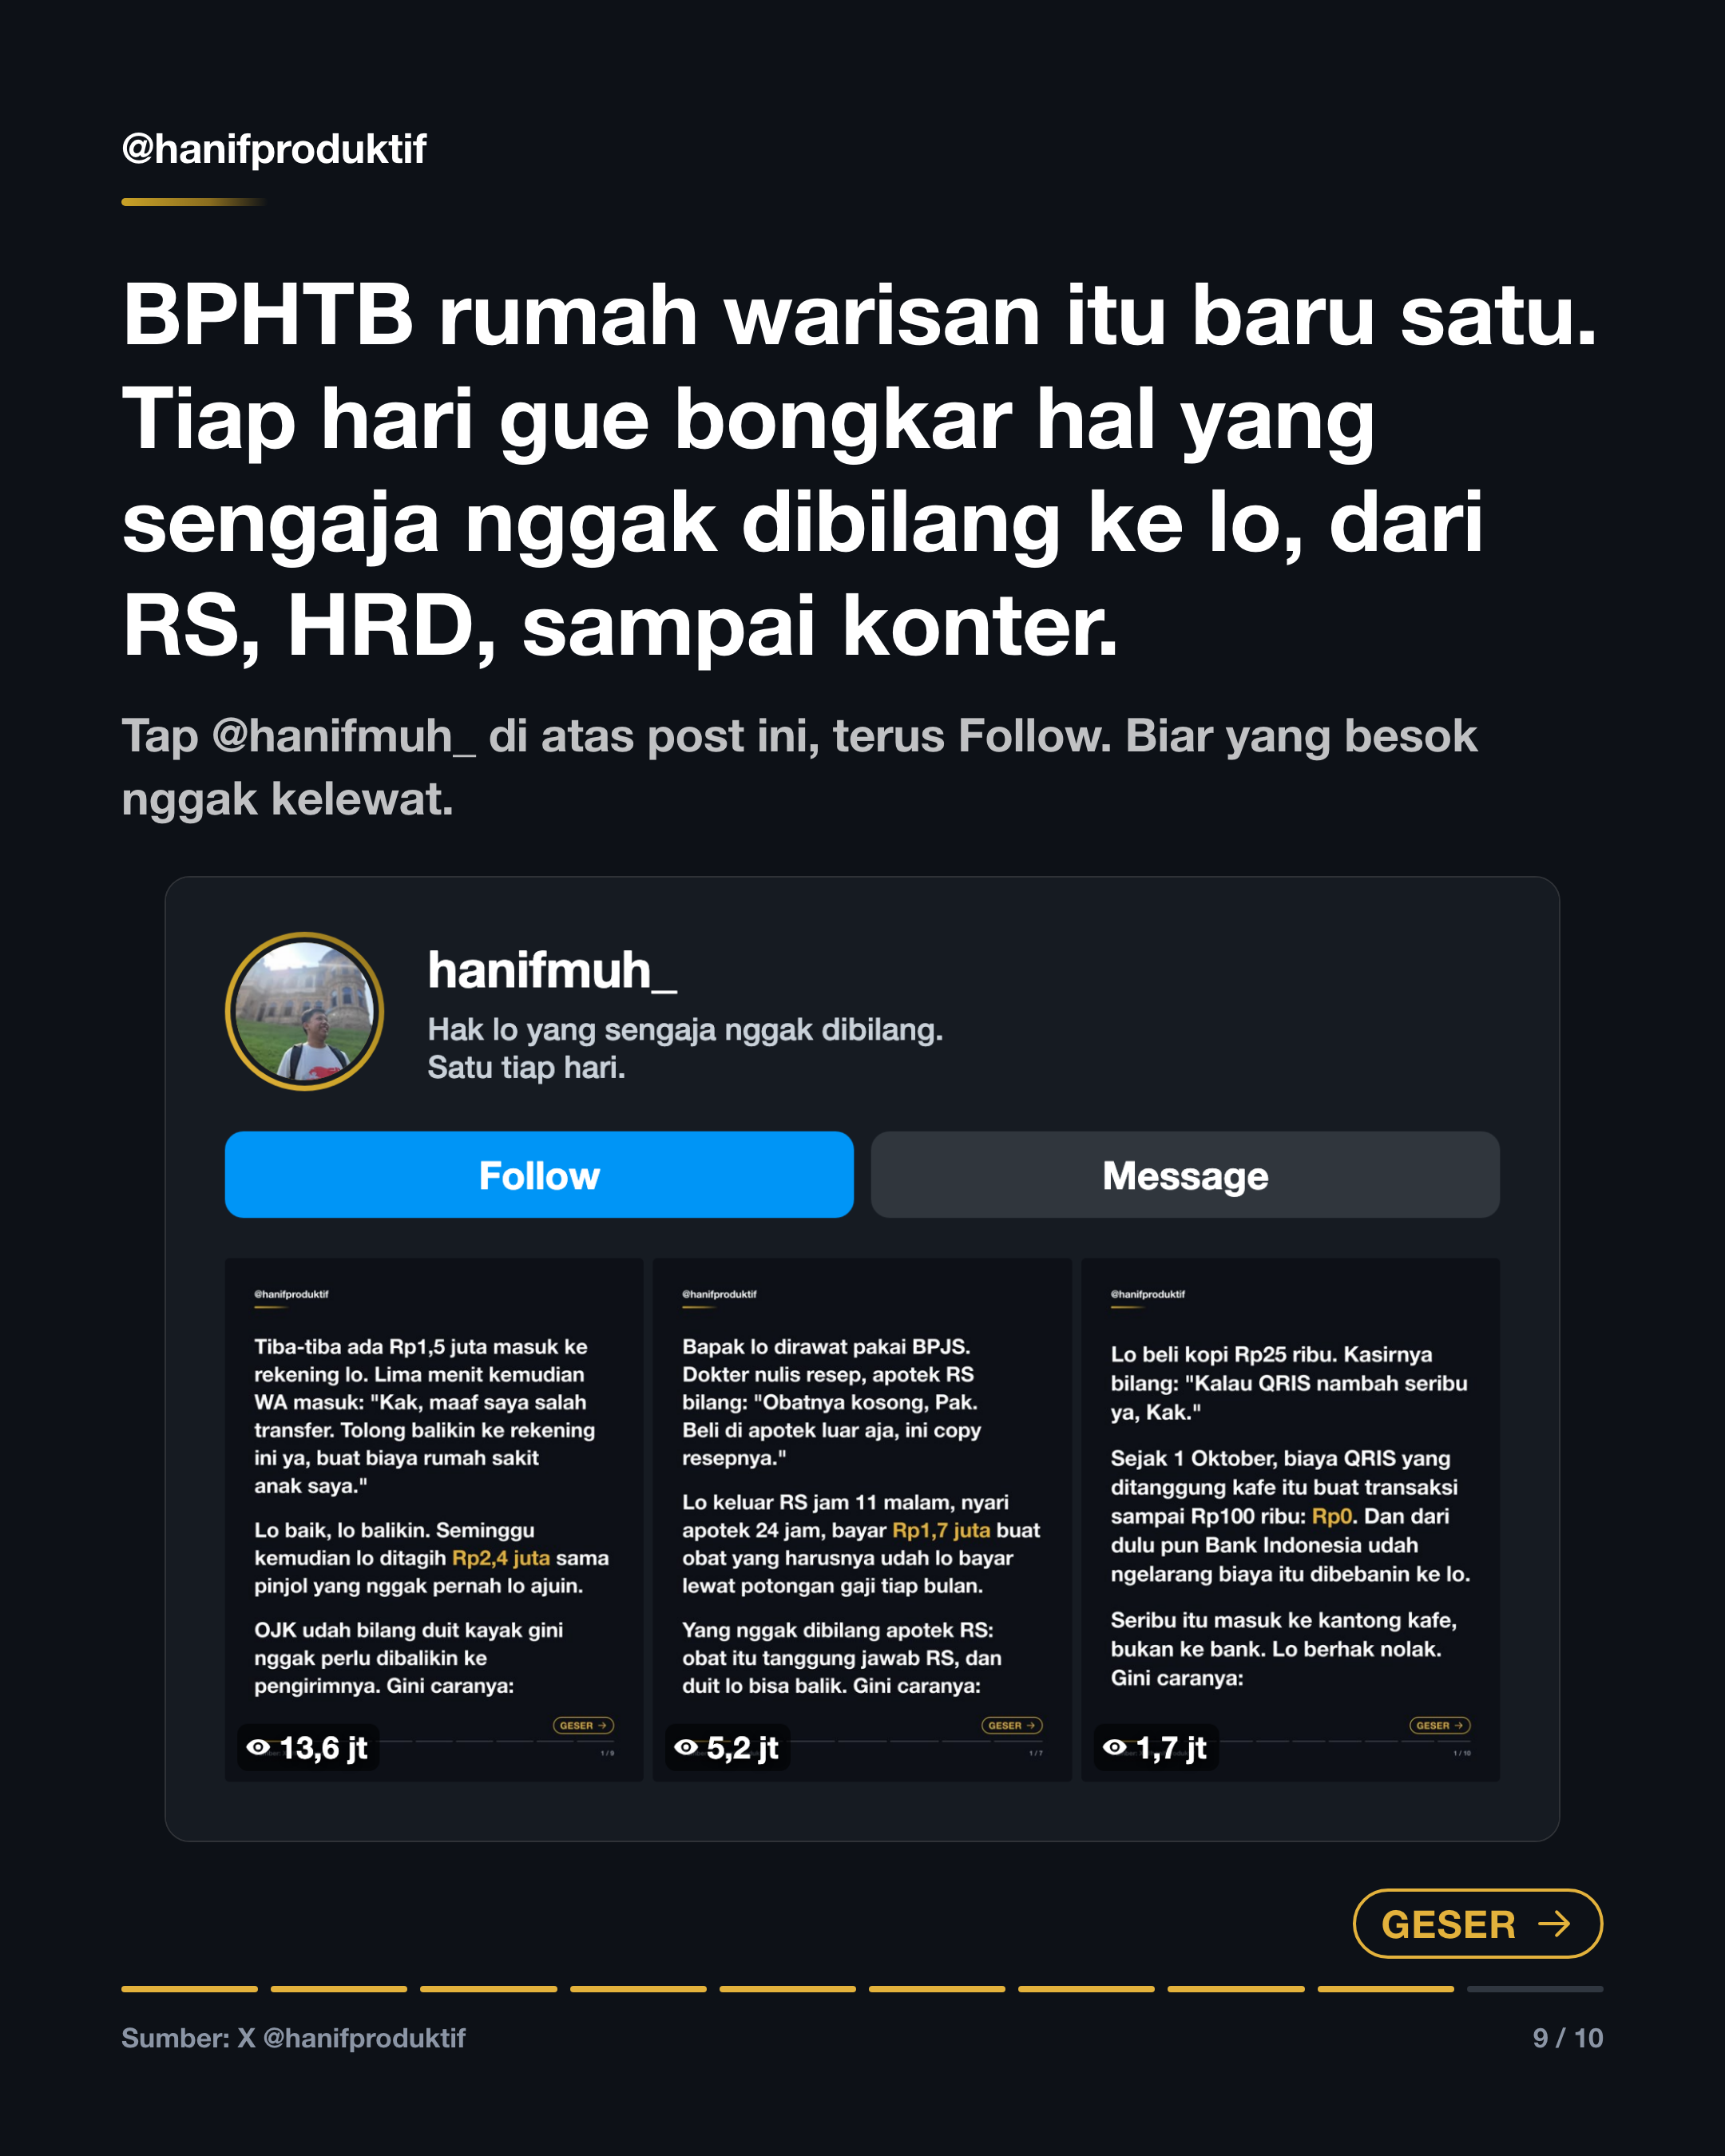 @hanifproduktif
BPHTB rumah warisan itu baru satu.
Tiap hari gue bongkar hal yang
sengaja nggak dibilang ke lo, dari
RS, HRD, sampai konter.
Tap @hanifmuh_ di atas post ini, terus Follow. Biar yang besok
nggak kelewat.
hanifmuh_
Hak lo yang sengaja nggak dibilang.
Satu tiap hari.
Follow
Message
@hanifproduktif
Tiba-tiba ada Rp1,5 juta masuk ke
rekening lo. Lima menit kemudian
WA masuk: "Kak, maaf saya salah
transfer. Tolong balikin ke rekening
ini ya, buat biaya rumah sakit
anak saya."
Lo baik, lo balikin. Seminggu
kemudian lo ditagih Rp2,4 juta sama
pinjol yang nggak pernah lo ajuin.
OJK udah bilang duit kayak gini
nggak perlu dibalikin ke
pengirimnya. Gini caranya:
GESER →
13,6 jt
@hanifproduktif
Bapak lo dirawat pakai BPJS.
Dokter nulis resep, apotek RS
bilang: "Obatnya kosong, Pak.
Beli di apotek luar aja, ini copy
resepnya."
Lo keluar RS jam 11 malam, nyari
apotek 24 jam, bayar Rp1,7 juta buat
obat yang harusnya udah lo bayar
lewat potongan gaji tiap bulan.
Yang nggak dibilang apotek RS:
obat itu tanggung jawab RS, dan
duit lo bisa balik. Gini caranya:
GESER →
5,2 jt
1 / 7
@hanifproduktif
Lo beli kopi Rp25 ribu. Kasirnya
bilang: "Kalau QRIS nambah seribu
ya, Kak."
Sejak 1 Oktober, biaya QRIS yang
ditanggung kafe itu buat transaksi
sampai Rp100 ribu: Rp0. Dan dari
dulu pun Bank Indonesia udah
ngelarang biaya itu dibebanin ke lo.
Seribu itu masuk ke kantong kafe,
bukan ke bank. Lo berhak nolak.
Gini caranya:
GESER →
1,7 jt
1 / 10
GESER →
Sumber: X @hanifproduktif
9 / 10